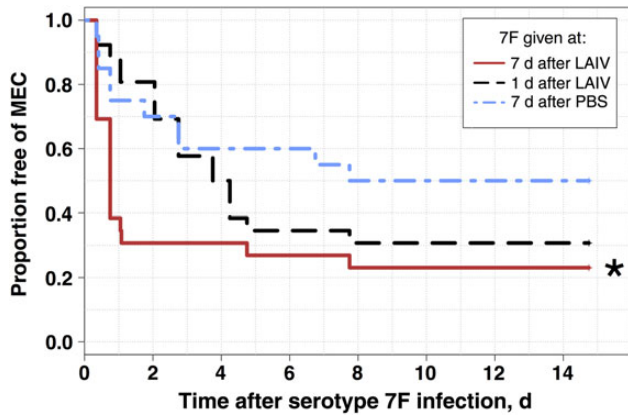 7F given at:
7 d after LAIV
1 d after LAIV
7 d after PBS
Proportion free of MEC
1.0
0.8
0.6
0.4
0.2
0.0
*
0 2 4 6 8 10 12 14
Time after serotype 7F infection, d